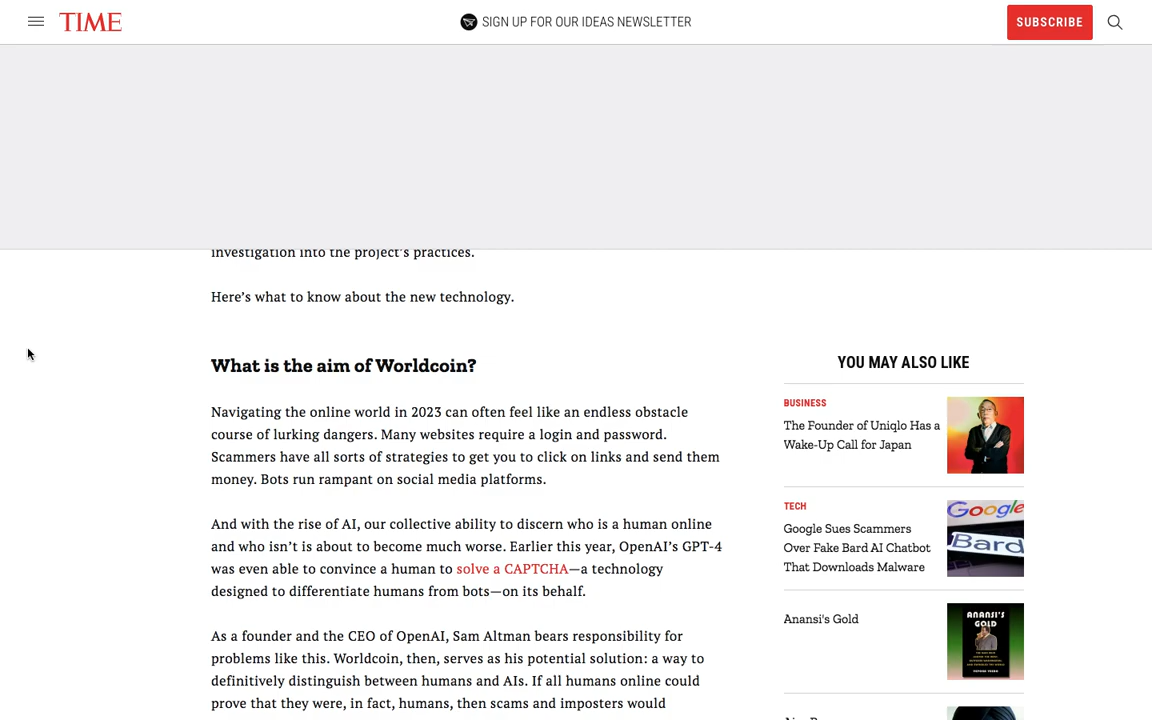 TIME
SIGN UP FOR OUR IDEAS NEWSLETTER
SUBSCRIBE
investigation into the project's practices.
Here's what to know about the new technology.
What is the aim of Worldcoin?
Navigating the online world in 2023 can often feel like an endless obstacle
course of lurking dangers. Many websites require a login and password.
Scammers have all sorts of strategies to get you to click on links and send them
money. Bots run rampant on social media platforms.
And with the rise of AI, our collective ability to discern who is a human online
and who isn't is about to become much worse. Earlier this year, OpenAI's GPT-4
was even able to convince a human to solve a CAPTCHA—a technology
designed to differentiate humans from bots—on its behalf.
As a founder and the CEO of OpenAI, Sam Altman bears responsibility for
problems like this. Worldcoin, then, serves as his potential solution: a way to
definitively distinguish between humans and AIs. If all humans online could
prove that they were, in fact, humans, then scams and imposters would
YOU MAY ALSO LIKE
BUSINESS
The Founder of Uniqlo Has a
Wake-Up Call for Japan
TECH
Google Sues Scammers
Over Fake Bard AI Chatbot
That Downloads Malware
Google
Bard
Anansi's Gold
ANANSI'S
GOLD